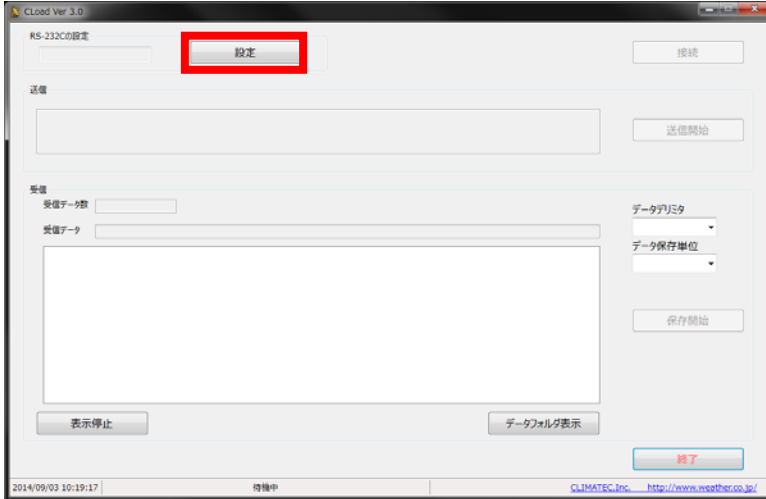 CLoad Ver 3.0
RS-232Cの設定
設定
接続
送信
送信開始
受信
受信データ数
データデリミタ
受信データ
データ保存単位
保存開始
表示停止
データフォルダ表示
終了
2014/09/03 10:19:17
待機中
CLIMATEC.Inc.
http://www.weather.co.jp/